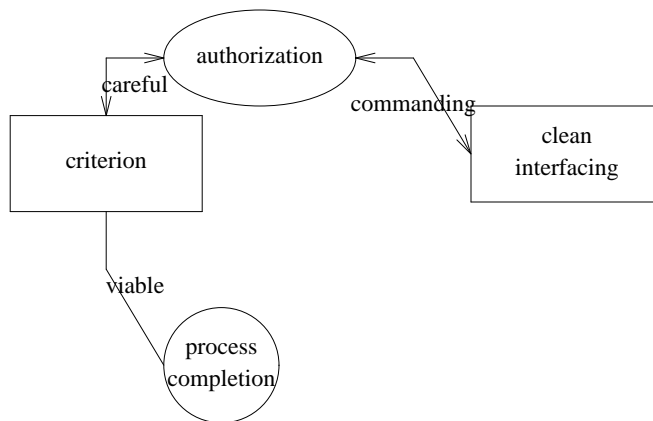 authorization
careful
commanding
clean
interfacing
criterion
viable
process
completion